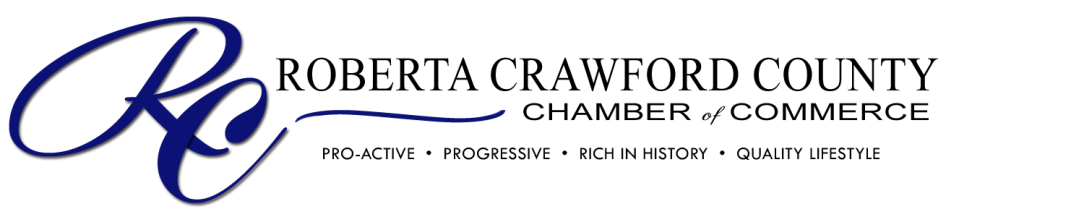 RC
ROBERTA CRAWFORD COUNTY
CHAMBER of COMMERCE
PRO-ACTIVE • PROGRESSIVE • RICH IN HISTORY • QUALITY LIFESTYLE